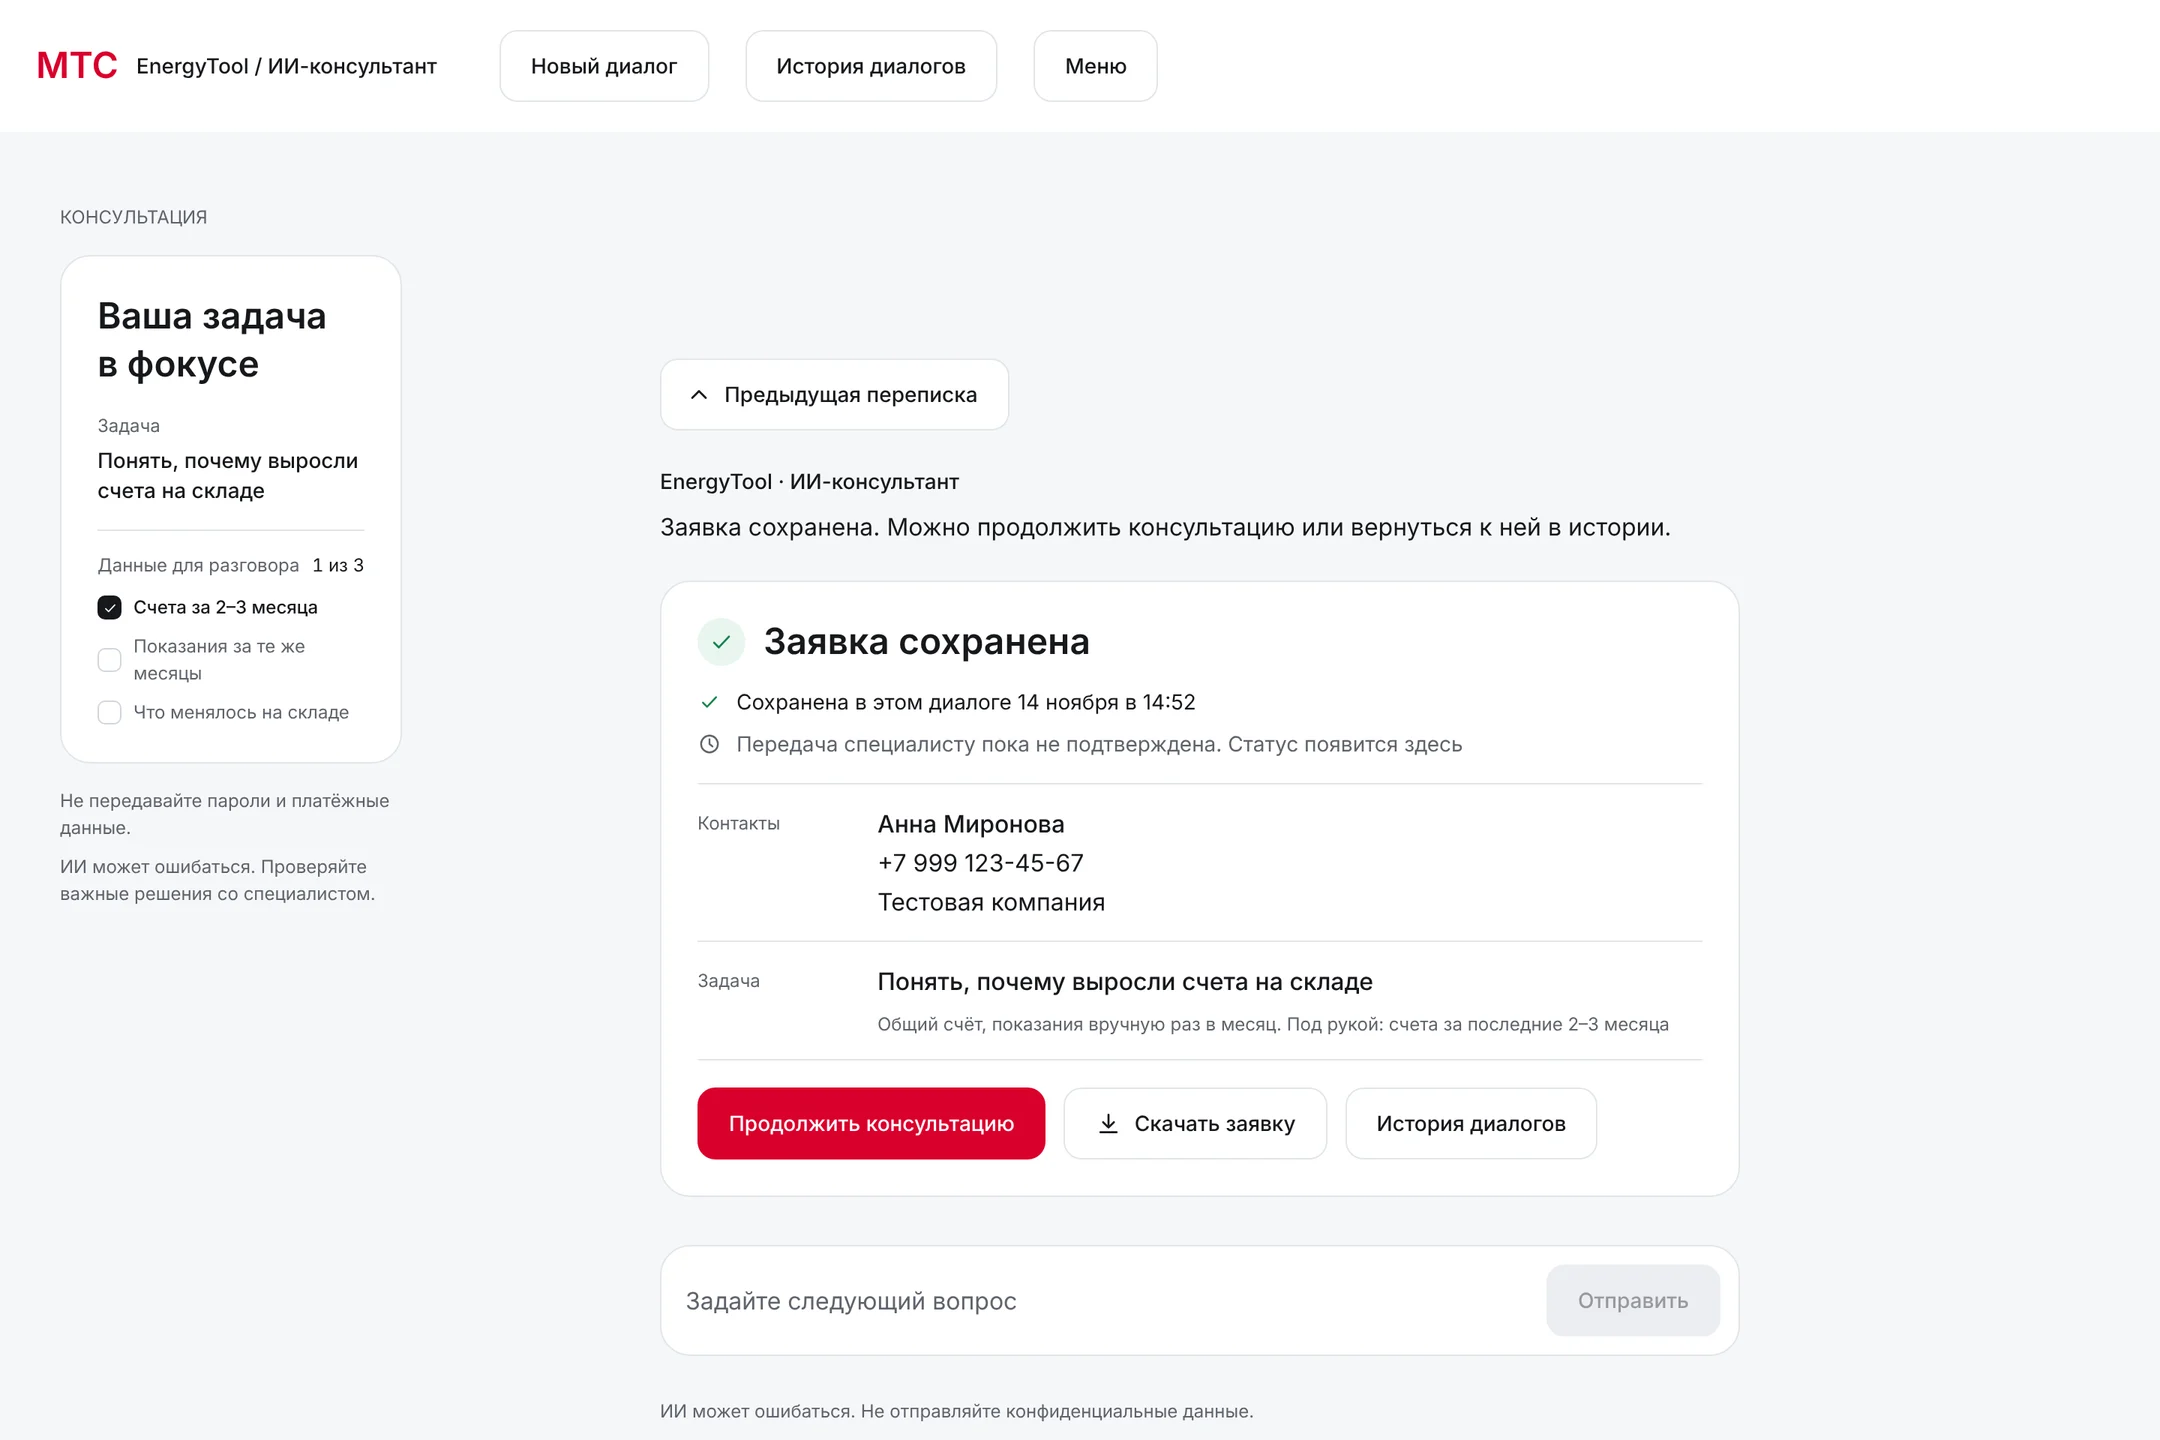 МТС EnergyTool / ИИ-консультант Новый диалог История диалогов Меню
КОНСУЛЬТАЦИЯ
Ваша задача
в фокусе
Задача
Понять, почему выросли
счета на складе
Данные для разговора 1 из 3
Счета за 2–3 месяца
Показания за те же
месяцы
Что менялось на складе
Не передавайте пароли и платёжные
данные.
ИИ может ошибаться. Проверяйте
важные решения со специалистом.
Предыдущая переписка
EnergyTool · ИИ-консультант
Заявка сохранена. Можно продолжить консультацию или вернуться к ней в истории.
Заявка сохранена
Сохранена в этом диалоге 14 ноября в 14:52
Передача специалисту пока не подтверждена. Статус появится здесь
Контакты Анна Миронова
+7 999 123-45-67
Тестовая компания
Задача Понять, почему выросли счета на складе
Общий счёт, показания вручную раз в месяц. Под рукой: счета за последние 2–3 месяца
Продолжить консультацию Скачать заявку История диалогов
Задайте следующий вопрос Отправить
ИИ может ошибаться. Не отправляйте конфиденциальные данные.